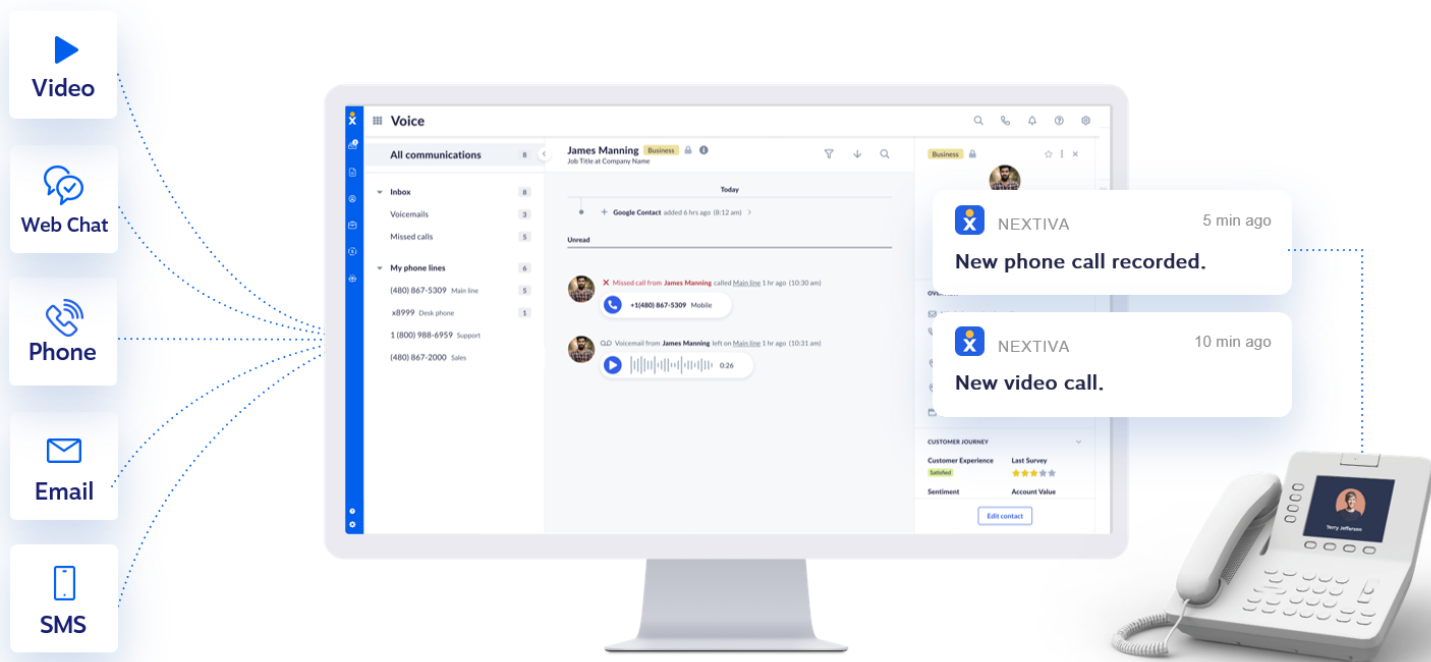 Video
Web Chat
Phone
Email
SMS
Voice
All communications 8
Inbox 8
Voicemails 3
Missed calls 5
My phone lines 6
(480) 867-5309 Main line 5
x8999 Desk phone 1
1 (800) 988-6959 Support
(480) 867-2000 Sales
James Manning Business
Job Title at Company Name
Today
Google Contact added 6 hrs ago (8:12 am)
Unread
Missed call from James Manning called Main line 1 hr ago (10:30 am)
+1(480) 867-5309 Mobile
Voicemail from James Manning left on Main line 1 hr ago (10:31 am)
0:26
Business
NEXTIVA 5 min ago
New phone call recorded.
NEXTIVA 10 min ago
New video call.
CUSTOMER JOURNEY
Customer Experience Last Survey
Satisfied
Sentiment Account Value
Edit contact
Terry Jefferson